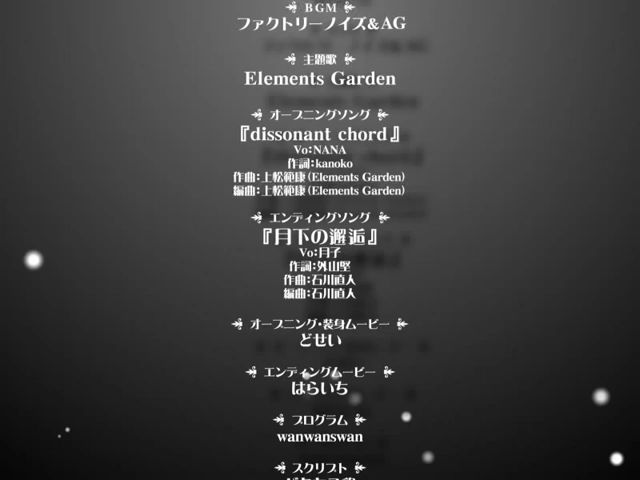 BGM
ファクトリーノイズ&AG
主題歌
Elements Garden
オープニングソング
『dissonant chord』
Vo:NANA
作詞:kanoko
作曲:上松範康(Elements Garden)
編曲:上松範康(Elements Garden)
エンディングソング
『月下の邂逅』
Vo:月子
作詞:外山堅
作曲:石川直人
編曲:石川直人
オープニング・装身ムービー
どせい
エンディングムービー
はらいち
プログラム
wanwanswan
スクリプト